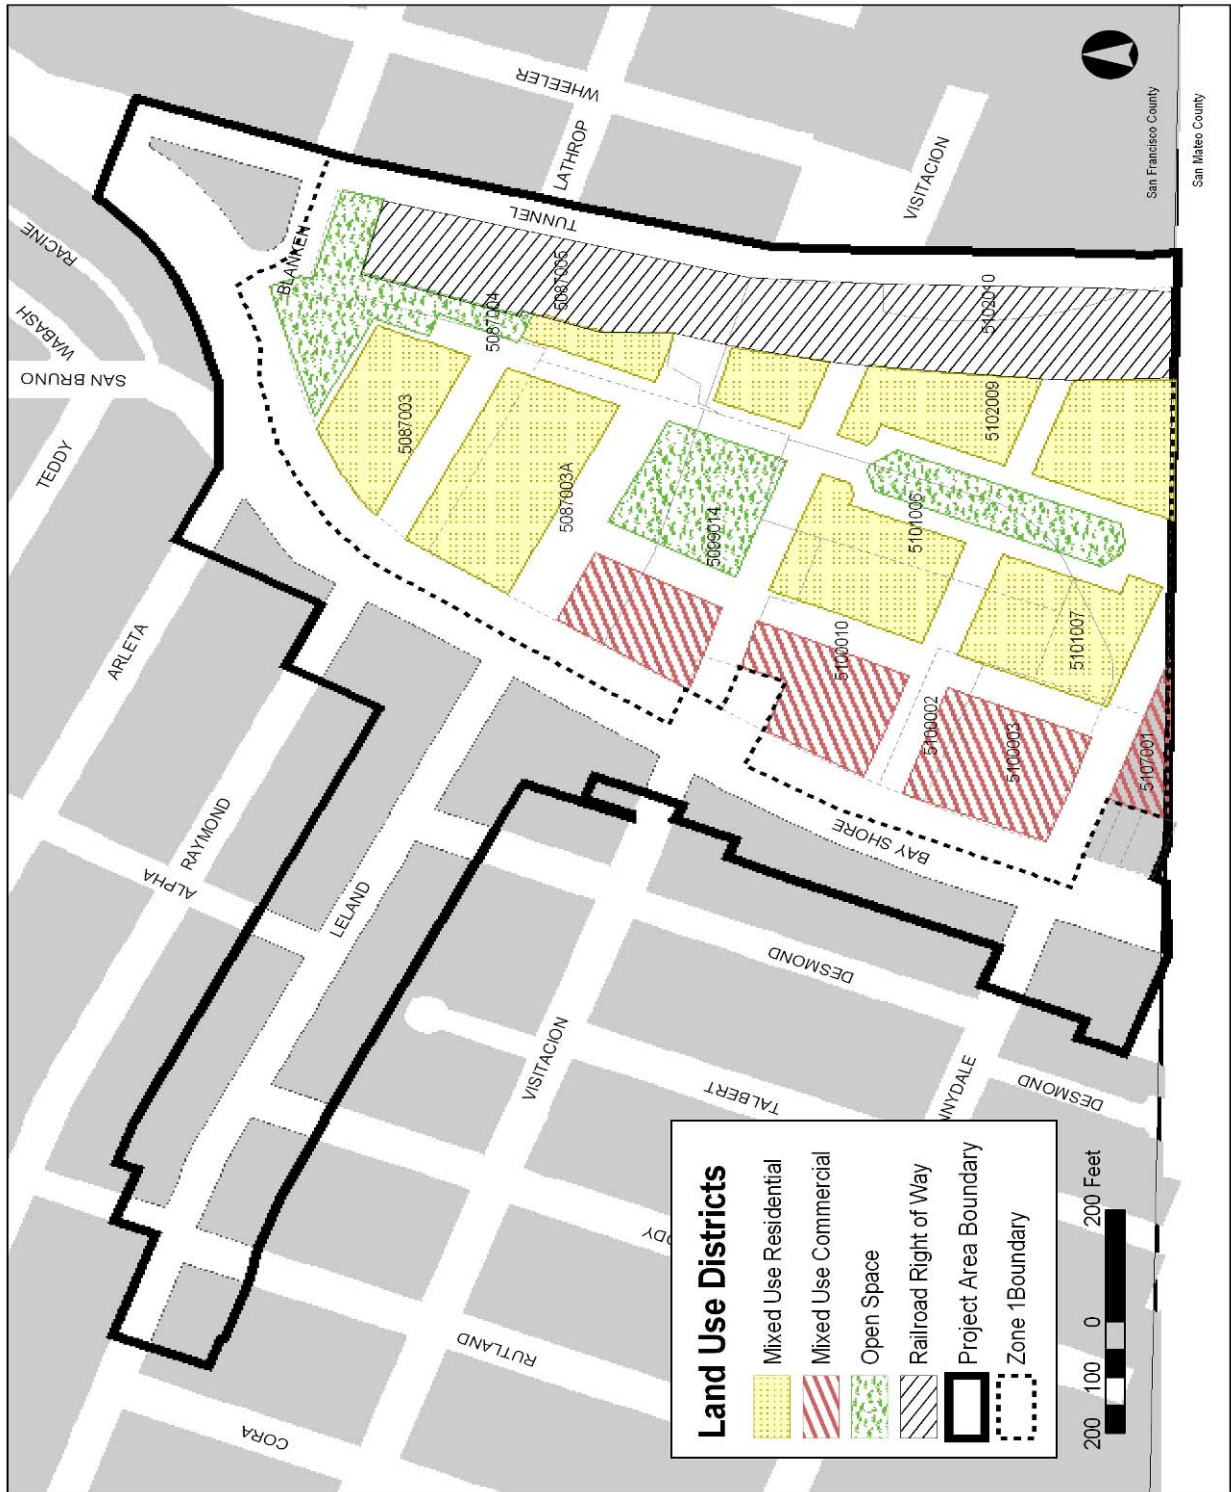 WHEELER
RACINE
WABASH
SAN BRUNO
TEDDY
BLANKEN
LATHROP
TUNNEL
VISITACION
San Francisco County
San Mateo County
5087004
5087005
5102010
5087003
5087003A
5102009
5099014
5101006
5101007
5100010
5100002
5100003
5107001
ARLETA
RAYMOND
ALPHA
LELAND
BAY SHORE
DESMOND
VISITACION
TALBERT
NNYDALE
DESMOND
DY
RUTLAND
CORA
Land Use Districts
Mixed Use Residential
Mixed Use Commercial
Open Space
Railroad Right of Way
Project Area Boundary
Zone 1Boundary
200 100 0 200 Feet